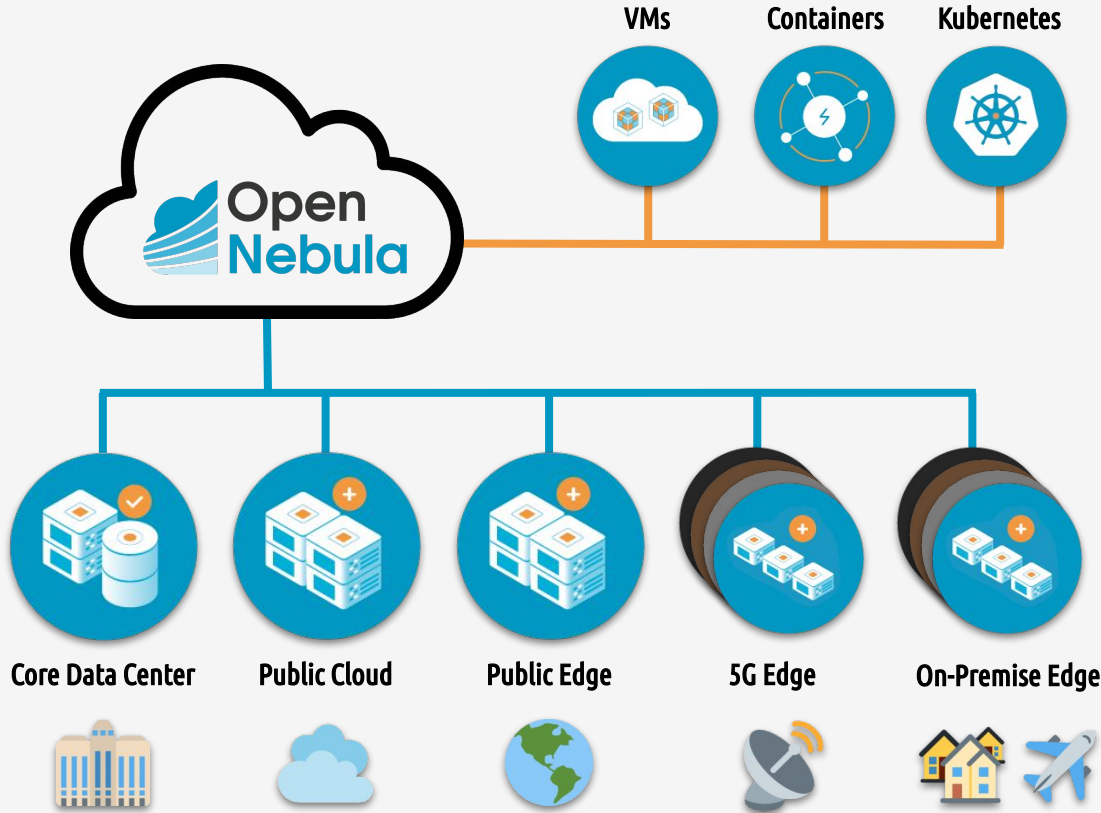 VMs Containers Kubernetes
Open
Nebula
Core Data Center Public Cloud Public Edge 5G Edge On-Premise Edge